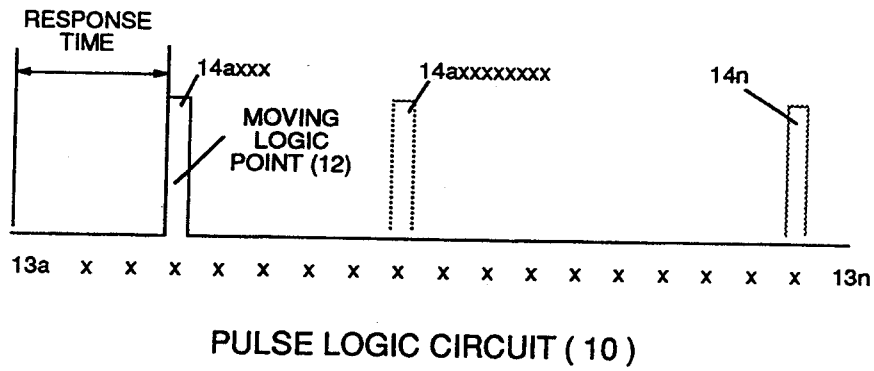 RESPONSE
TIME
14axxx
14axxxxxxxx
14n
MOVING
LOGIC
POINT (12)
13a x x x x x x x x x x x x x x x x x 13n
PULSE LOGIC CIRCUIT ( 10 )